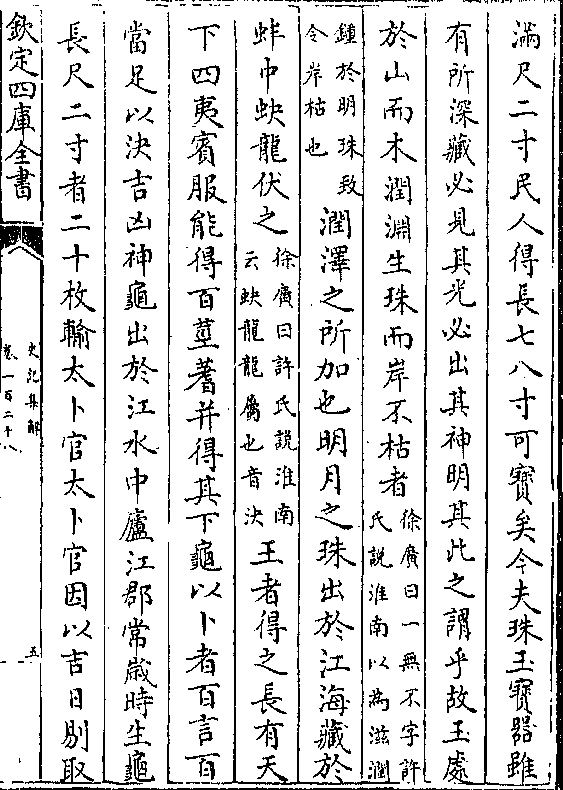 滿尺二寸民人得長七八寸可寳矣今夫珠玉寳器雖
有所深藏必見其光必出其神明其此之謂乎故玉處
於山而木潤淵生珠而岸不枯者徐廣曰一無不字許
氏說淮南以為滋潤
鍾於明珠致
令岸枯也
潤澤之所加也明月之珠出於江海藏於
蚌中蚗龍伏之徐廣曰許氏說淮南
云蚗龍龍屬也音決
王者得之長有天
下四夷賓服能得百莖蓍并得其下龜以卜者百言百
當足以決吉凶神龜出於江水中廬江郡常嵗時生龜
長尺二寸者二十枚輸太卜官太卜官因以吉日剔取
欽定四庫全書
史記集解
卷一百二十八
五